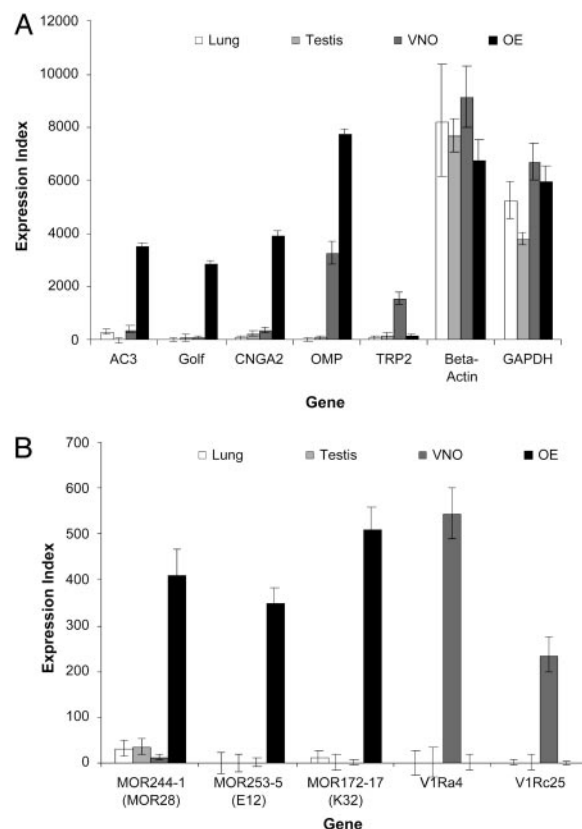 A
Lung Testis VNO OE
12000
10000
8000
6000
4000
2000
0
Expression Index
AC3 Golf CNGA2 OMP TRP2 Beta-Actin GAPDH
Gene
B
Lung Testis VNO OE
700
600
500
400
300
200
100
0
Expression Index
MOR244-1 MOR253-5 MOR172-17 V1Ra4 V1Rc25
(MOR28) (E12) (K32)
Gene